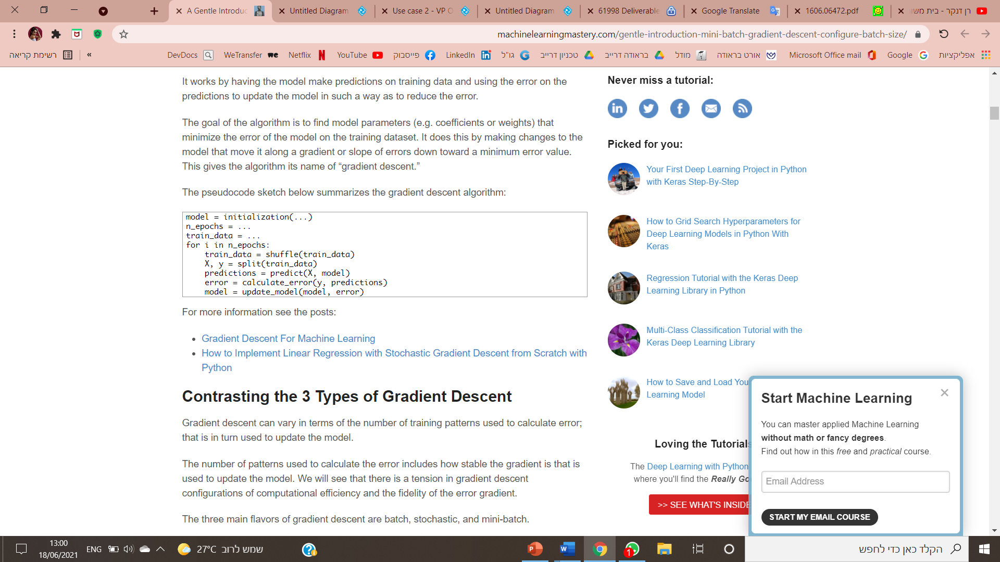 A Gentle Introduc
Untitled Diagram
Use case 2 - VP O
Untitled Diagram
61998 Deliverable
Google Translate
1606.06472.pdf
רן דנקר - בית משו
machinelearningmastery.com/gentle-introduction-mini-batch-gradient-descent-configure-batch-size/
רשימת קריאה
»
DevDocs
WeTransfer
Netflix
YouTube
פייסבוק
LinkedIn
גו"ל
טכניון דרייב
בראודה דרייב
מודל
אורט בראודה
Microsoft Office mail
Google
אפליקציות
It works by having the model make predictions on training data and using the error on the
predictions to update the model in such a way as to reduce the error.
The goal of the algorithm is to find model parameters (e.g. coefficients or weights) that
minimize the error of the model on the training dataset. It does this by making changes to the
model that move it along a gradient or slope of errors down toward a minimum error value.
This gives the algorithm its name of “gradient descent.”
The pseudocode sketch below summarizes the gradient descent algorithm:
model = initialization(...)
n_epochs = ...
train_data = ...
for i in n_epochs:
    train_data = shuffle(train_data)
    X, y = split(train_data)
    predictions = predict(X, model)
    error = calculate_error(y, predictions)
    model = update_model(model, error)
For more information see the posts:
• Gradient Descent For Machine Learning
• How to Implement Linear Regression with Stochastic Gradient Descent from Scratch with
Python
Contrasting the 3 Types of Gradient Descent
Gradient descent can vary in terms of the number of training patterns used to calculate error;
that is in turn used to update the model.
The number of patterns used to calculate the error includes how stable the gradient is that is
used to update the model. We will see that there is a tension in gradient descent
configurations of computational efficiency and the fidelity of the error gradient.
The three main flavors of gradient descent are batch, stochastic, and mini-batch.
Never miss a tutorial:
Picked for you:
Your First Deep Learning Project in Python
with Keras Step-By-Step
How to Grid Search Hyperparameters for
Deep Learning Models in Python With
Keras
Regression Tutorial with the Keras Deep
Learning Library in Python
Multi-Class Classification Tutorial with the
Keras Deep Learning Library
How to Save and Load You
Learning Model
Loving the Tutorials
The Deep Learning with Python
where you'll find the Really Go
>> SEE WHAT'S INSIDE
Start Machine Learning
×
You can master applied Machine Learning
without math or fancy degrees.
Find out how in this free and practical course.
Email Address
START MY EMAIL COURSE
13:00
18/06/2021
ENG
27°C שמש לרוב
1
הקלד כאן כדי לחפש